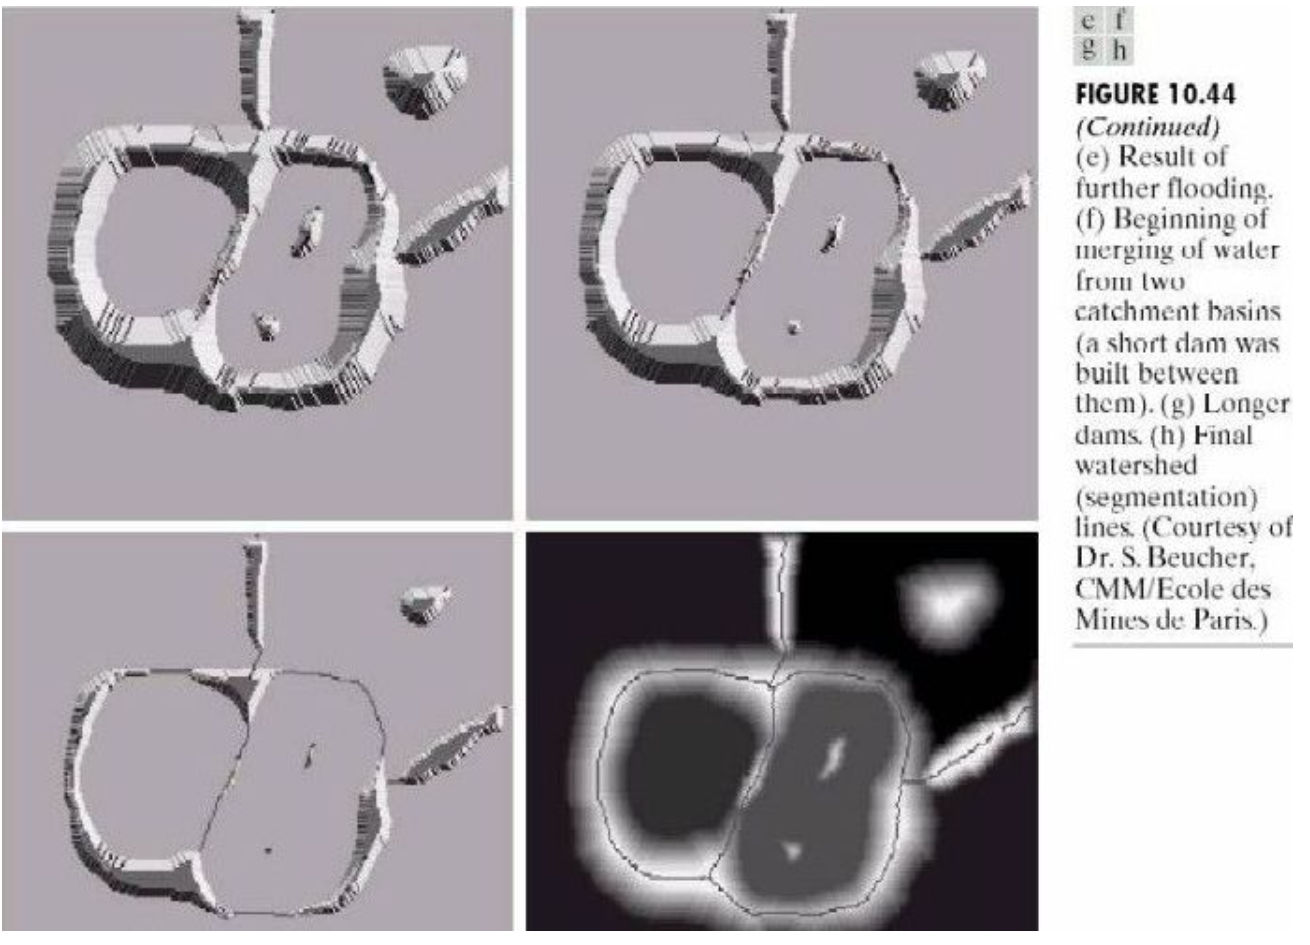 e f
g h
FIGURE 10.44
(Continued)
(e) Result of
further flooding.
(f) Beginning of
merging of water
from two
catchment basins
(a short dam was
built between
them). (g) Longer
dams. (h) Final
watershed
(segmentation)
lines. (Courtesy of
Dr. S. Beucher,
CMM/Ecole des
Mines de Paris.)